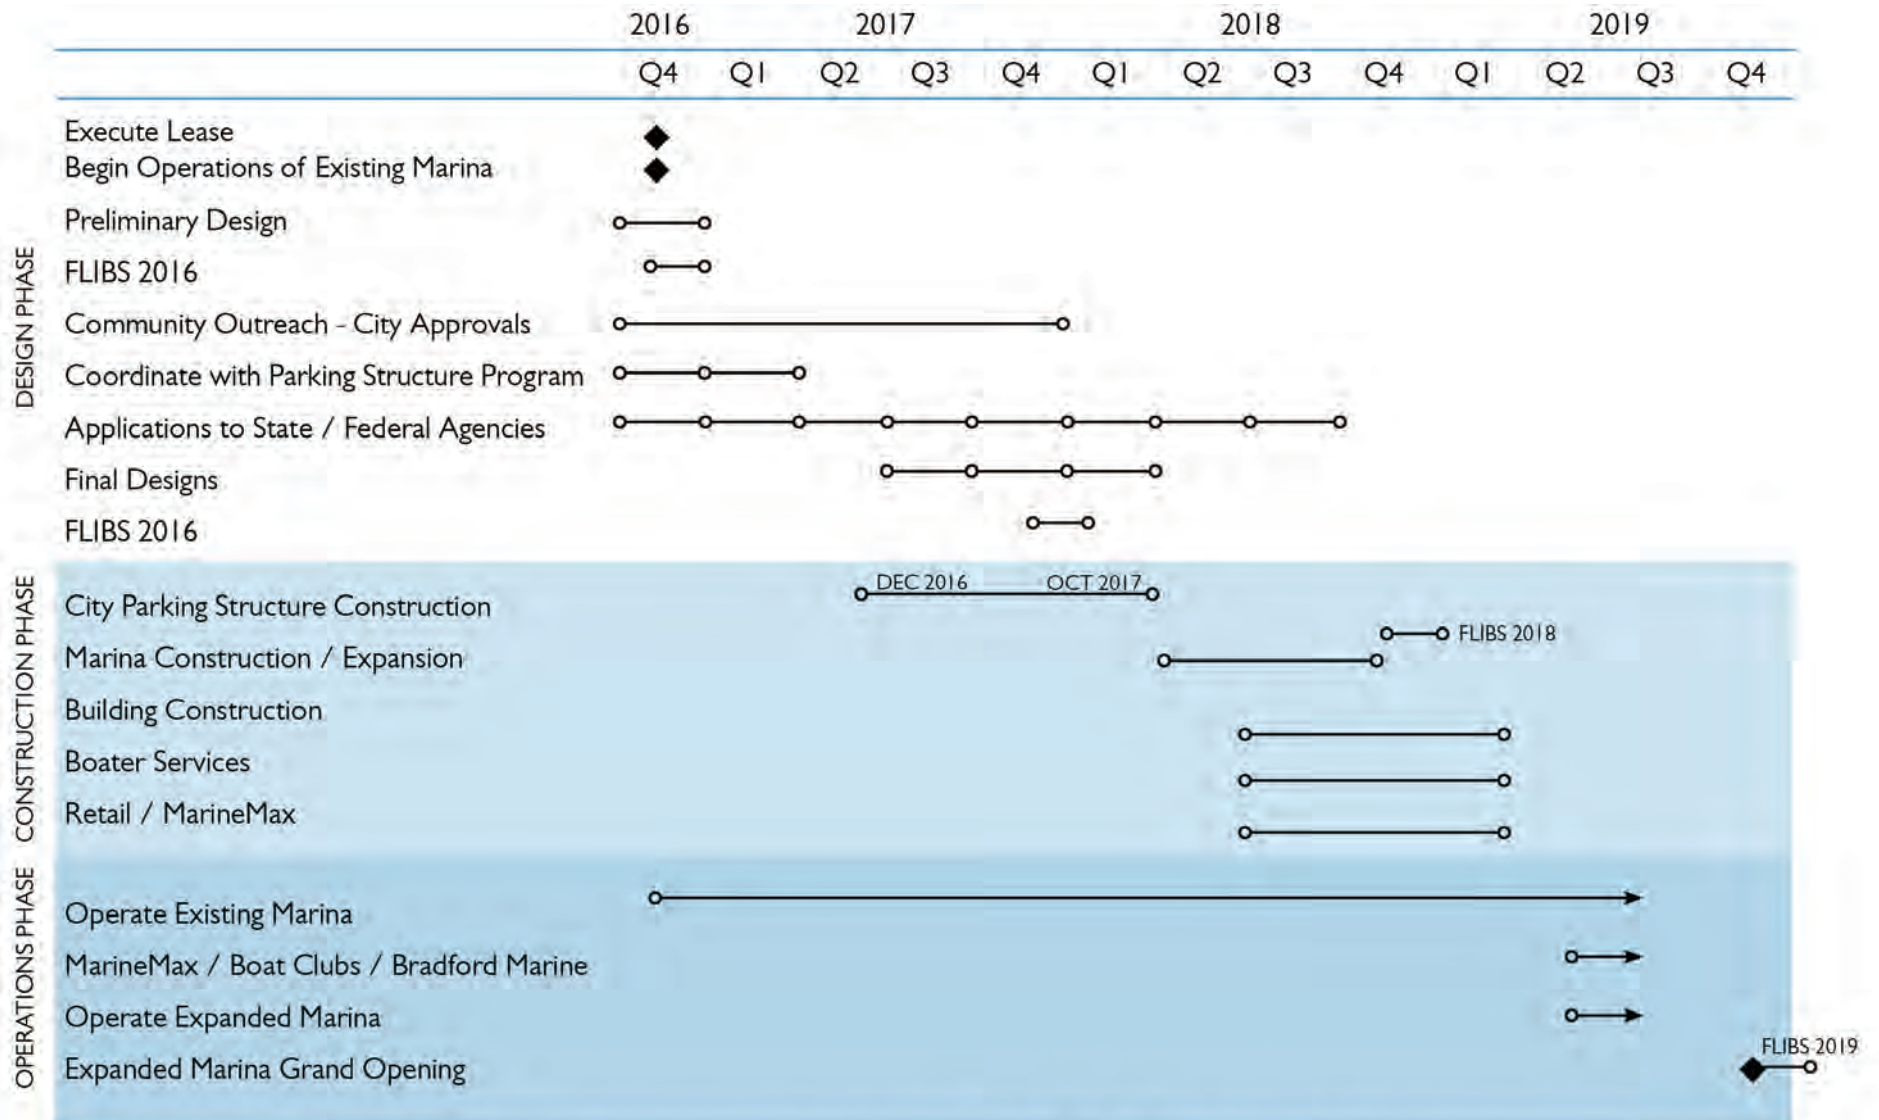 2016 2017 2018 2019
Q4 Q1 Q2 Q3 Q4 Q1 Q2 Q3 Q4 Q1 Q2 Q3 Q4
DESIGN PHASE
Execute Lease
Begin Operations of Existing Marina
Preliminary Design
FLIBS 2016
Community Outreach - City Approvals
Coordinate with Parking Structure Program
Applications to State / Federal Agencies
Final Designs
FLIBS 2016
CONSTRUCTION PHASE
City Parking Structure Construction DEC 2016 OCT 2017
FLIBS 2018
Marina Construction / Expansion
Building Construction
Boater Services
Retail / MarineMax
OPERATIONS PHASE
Operate Existing Marina
MarineMax / Boat Clubs / Bradford Marine
Operate Expanded Marina
FLIBS 2019
Expanded Marina Grand Opening